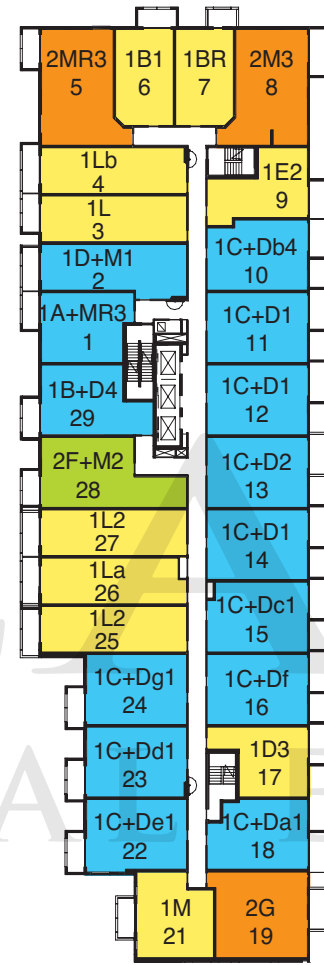 2MR3
5
1B1
6
1BR
7
2M3
8
1Lb
4
1E2
9
1L
3
1D+M1
2
1C+Db4
10
1A+MR3
1
1C+D1
11
1B+D4
29
1C+D1
12
2F+M2
28
1C+D2
13
1L2
27
1C+D1
14
1La
26
1L2
25
1C+Dc1
15
1C+Dg1
24
1C+Df
16
1C+Dd1
23
1D3
17
1C+De1
22
1C+Da1
18
1M
21
2G
19